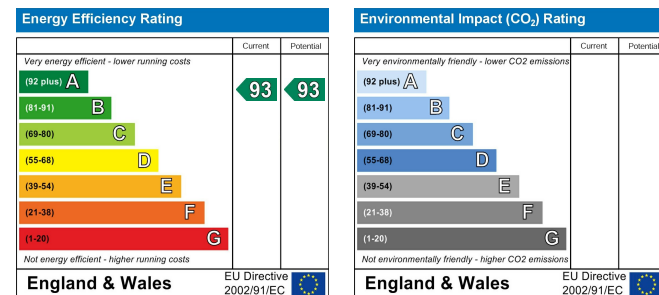 Energy Efficiency Rating
Current Potential
Very energy efficient - lower running costs
(92 plus) A
(81-91) B
(69-80) C
(55-68) D
(39-54) E
(21-38) F
(1-20) G
93 93
Not energy efficient - higher running costs
England & Wales
EU Directive
2002/91/EC
Environmental Impact (CO₂) Rating
Current Potential
Very environmentally friendly - lower CO2 emissions
(92 plus) A
(81-91) B
(69-80) C
(55-68) D
(39-54) E
(21-38) F
(1-20) G
Not environmentally friendly - higher CO2 emissions
England & Wales
EU Directive
2002/91/EC